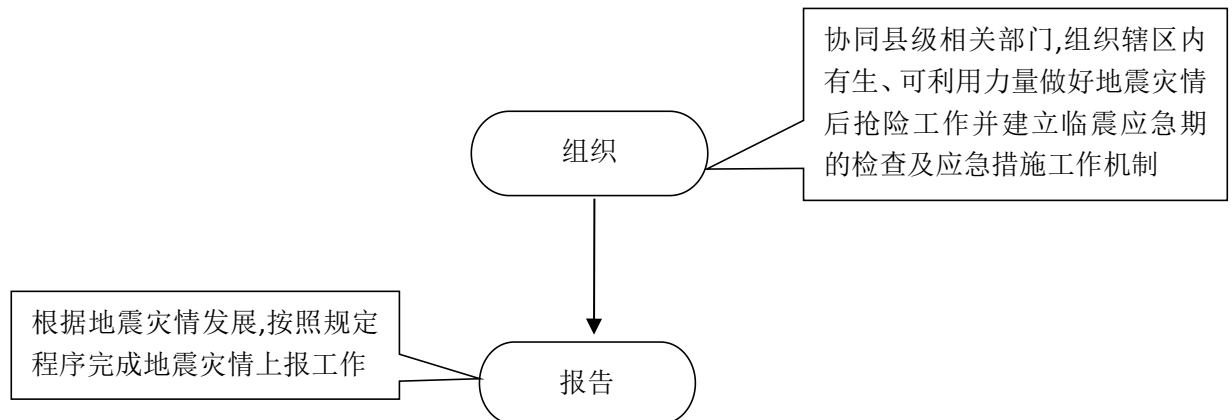 协同县级相关部门,组织辖区内
有生、可利用力量做好地震灾情
后抢险工作并建立临震应急期
的检查及应急措施工作机制
组织
根据地震灾情发展,按照规定
程序完成地震灾情上报工作
报告